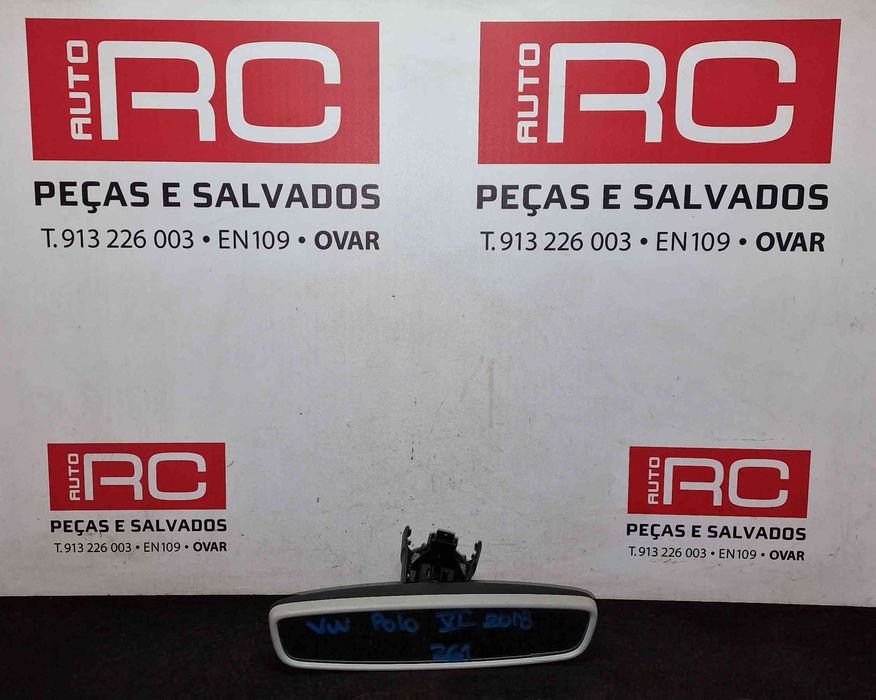 AUTO RC
PEÇAS E SALVADOS
T. 913 226 003 • EN109 • OVAR
AUTO RC
PEÇAS E SALVADOS
T. 913 226 003 • EN109 • OVAR
AUTO RC
PEÇAS E SALVADOS
T. 913 226 003 • EN109 • OVAR
AUTO RC
PEÇAS E SALVADOS
T. 913 226 003 • EN109 • OVAR
VW Polo VI 2018
261